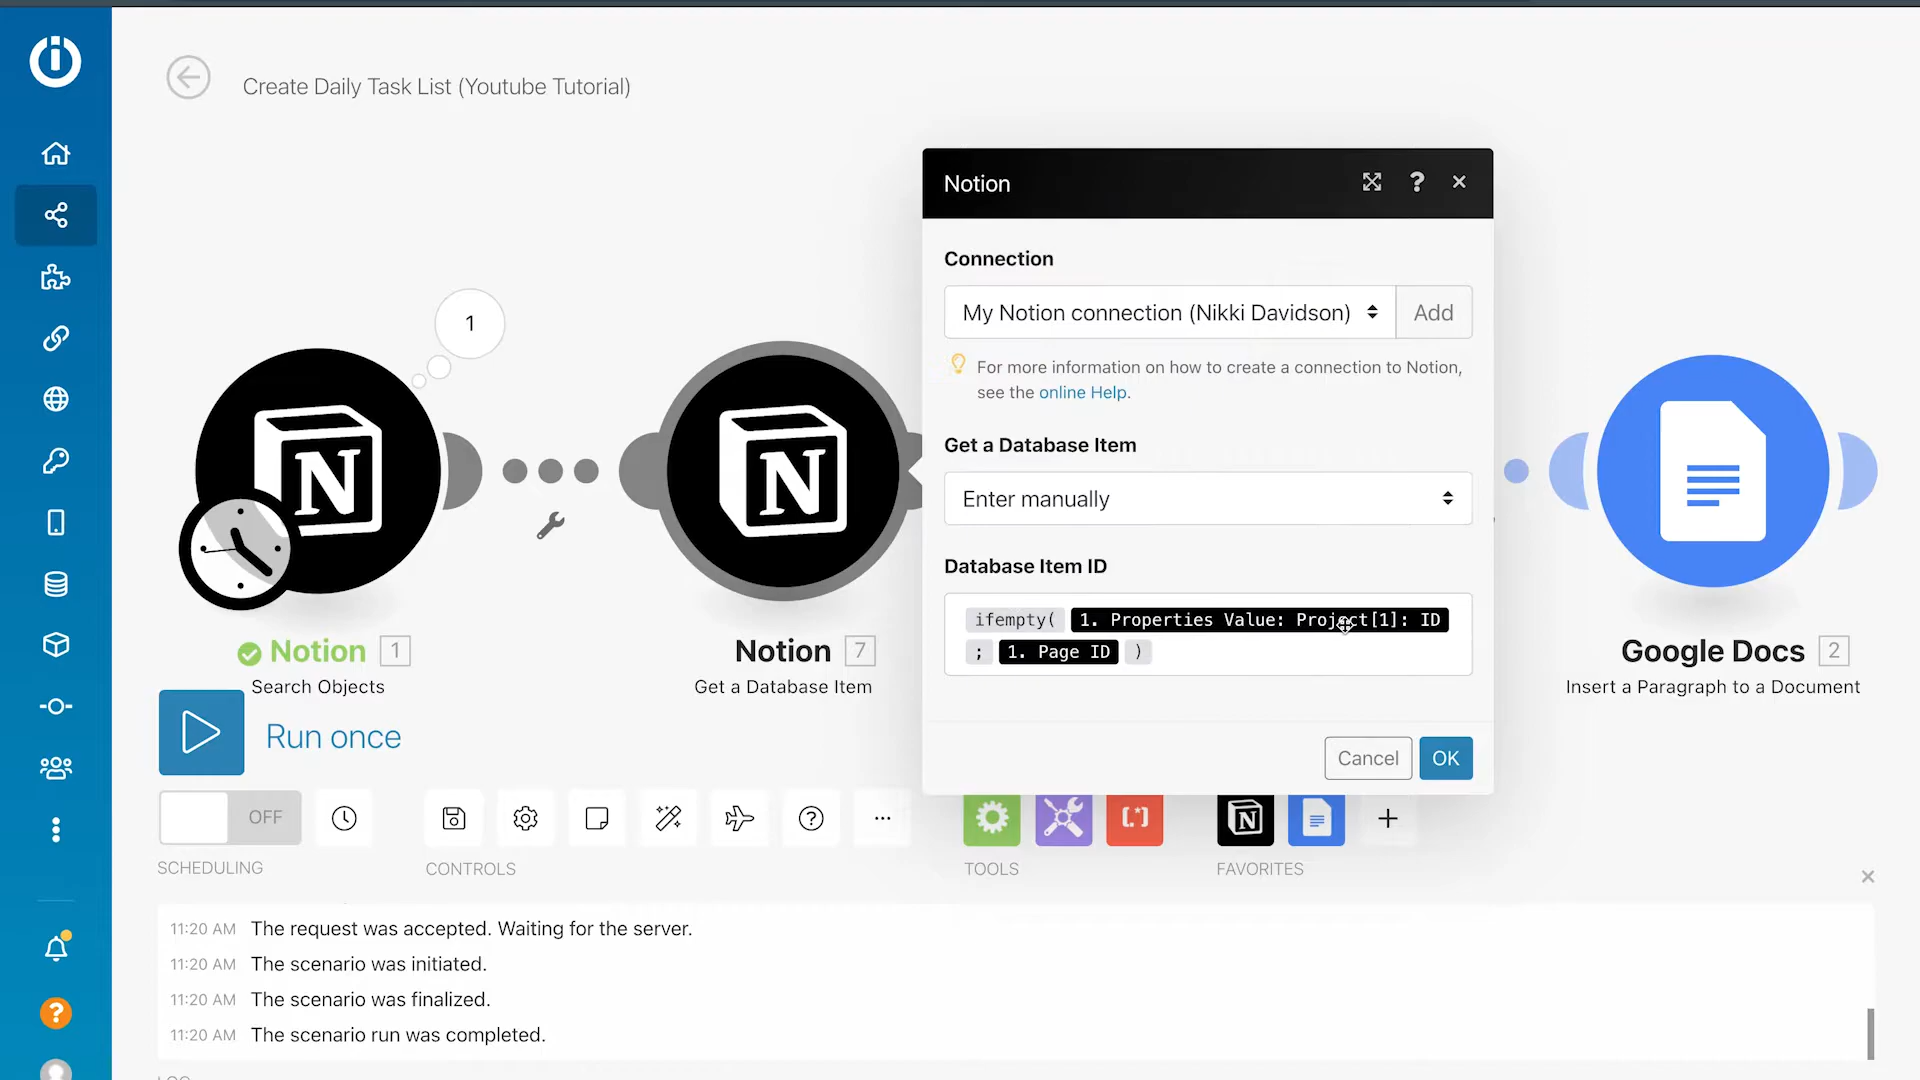 Create Daily Task List (Youtube Tutorial)
Notion
Connection
My Notion connection (Nikki Davidson)
Add
For more information on how to create a connection to Notion,
see the online Help.
Get a Database Item
Enter manually
Database Item ID
ifempty( 1. Properties Value: Project[1]: ID
; 1. Page ID )
Cancel
OK
1
Notion 1
Search Objects
Notion 7
Get a Database Item
Google Docs 2
Insert a Paragraph to a Document
Run once
OFF
SCHEDULING
CONTROLS
TOOLS
FAVORITES
11:20 AM The request was accepted. Waiting for the server.
11:20 AM The scenario was initiated.
11:20 AM The scenario was finalized.
11:20 AM The scenario run was completed.
LOG